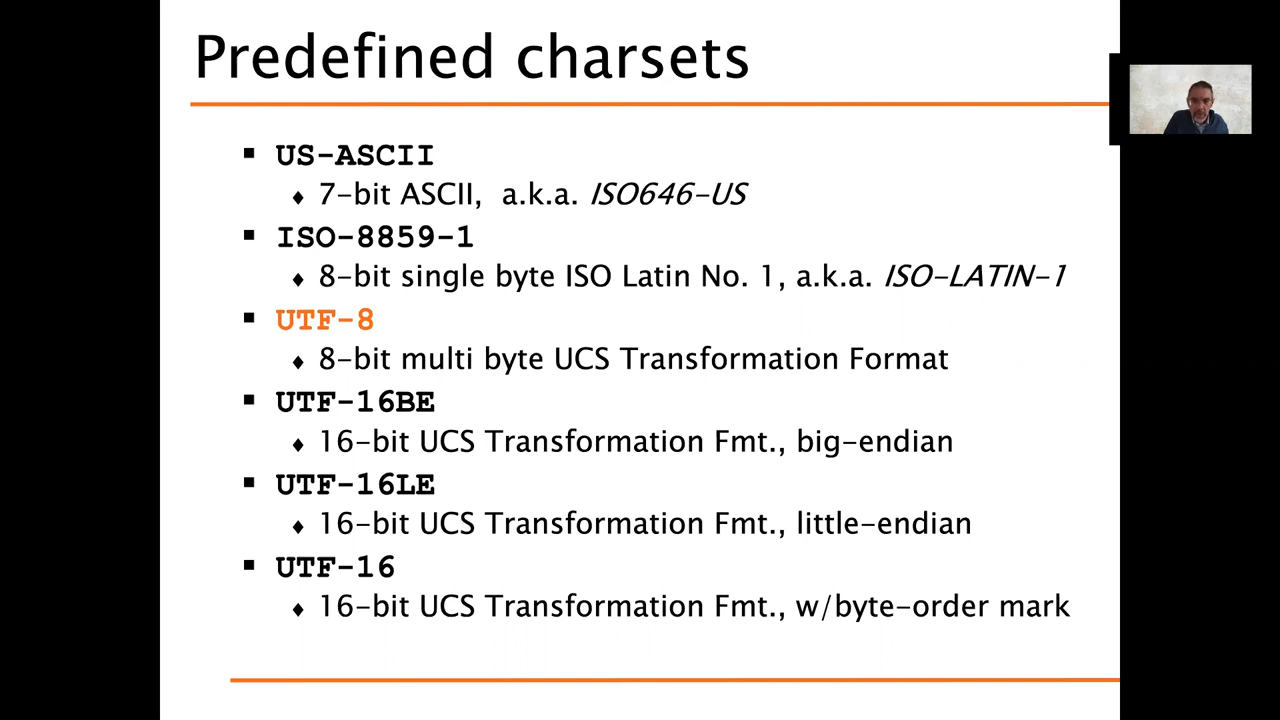 Predefined charsets
▪ US-ASCII
♦ 7-bit ASCII, a.k.a. ISO646-US
▪ ISO-8859-1
♦ 8-bit single byte ISO Latin No. 1, a.k.a. ISO-LATIN-1
▪ UTF-8
♦ 8-bit multi byte UCS Transformation Format
▪ UTF-16BE
♦ 16-bit UCS Transformation Fmt., big-endian
▪ UTF-16LE
♦ 16-bit UCS Transformation Fmt., little-endian
▪ UTF-16
♦ 16-bit UCS Transformation Fmt., w/byte-order mark